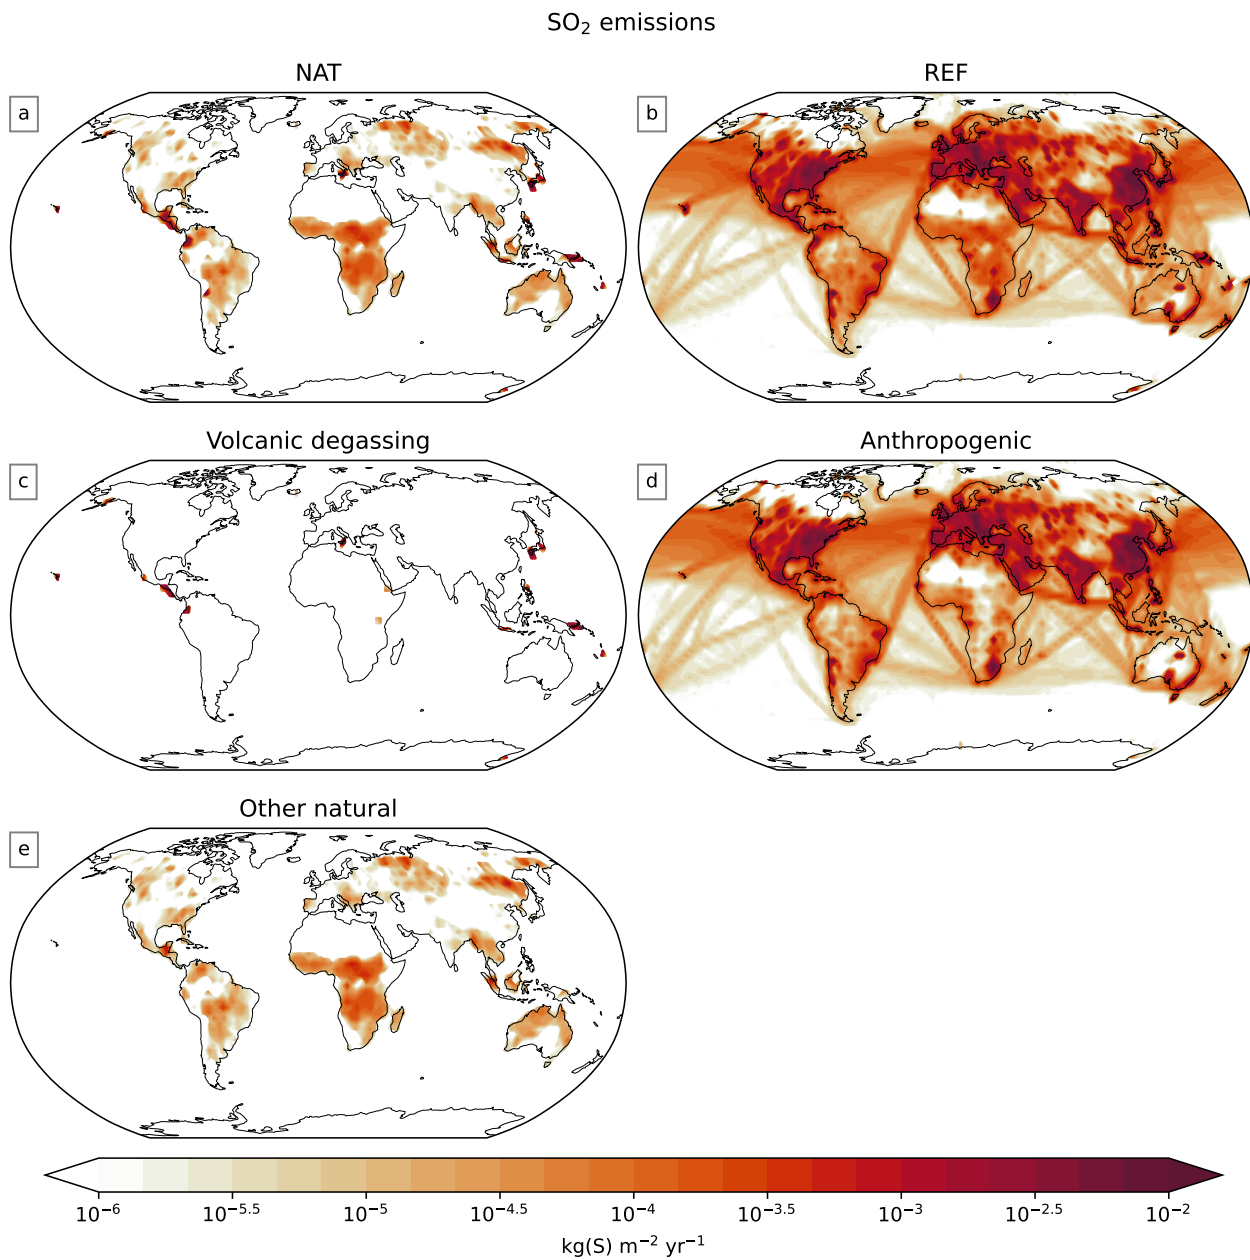 SO₂ emissions
NAT
REF
a
b
Volcanic degassing
Anthropogenic
c
d
Other natural
e
10⁻⁶ 10⁻⁵·⁵ 10⁻⁵ 10⁻⁴·⁵ 10⁻⁴ 10⁻³·⁵ 10⁻³ 10⁻²·⁵ 10⁻²
kg(S) m⁻² yr⁻¹